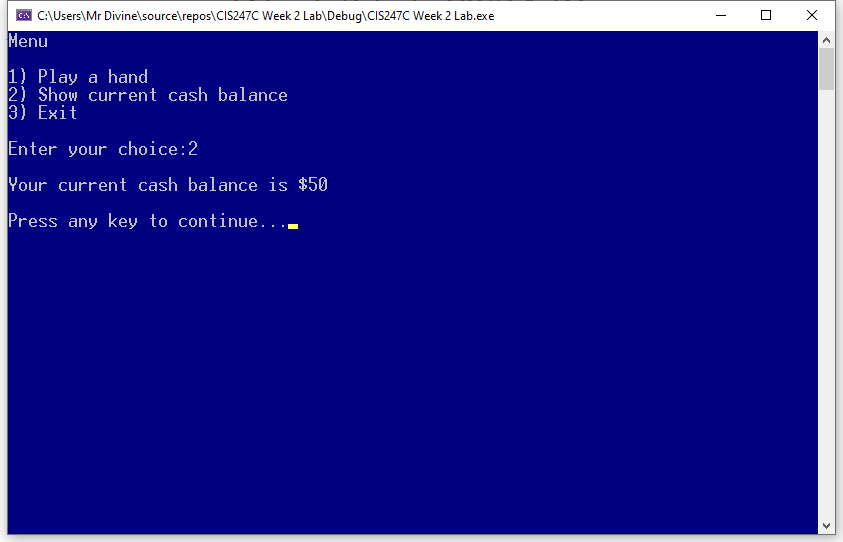 C:\Users\Mr Divine\source\repos\CIS247C Week 2 Lab\Debug\CIS247C Week 2 Lab.exe
Menu
1) Play a hand
2) Show current cash balance
3) Exit
Enter your choice:2
Your current cash balance is $50
Press any key to continue...